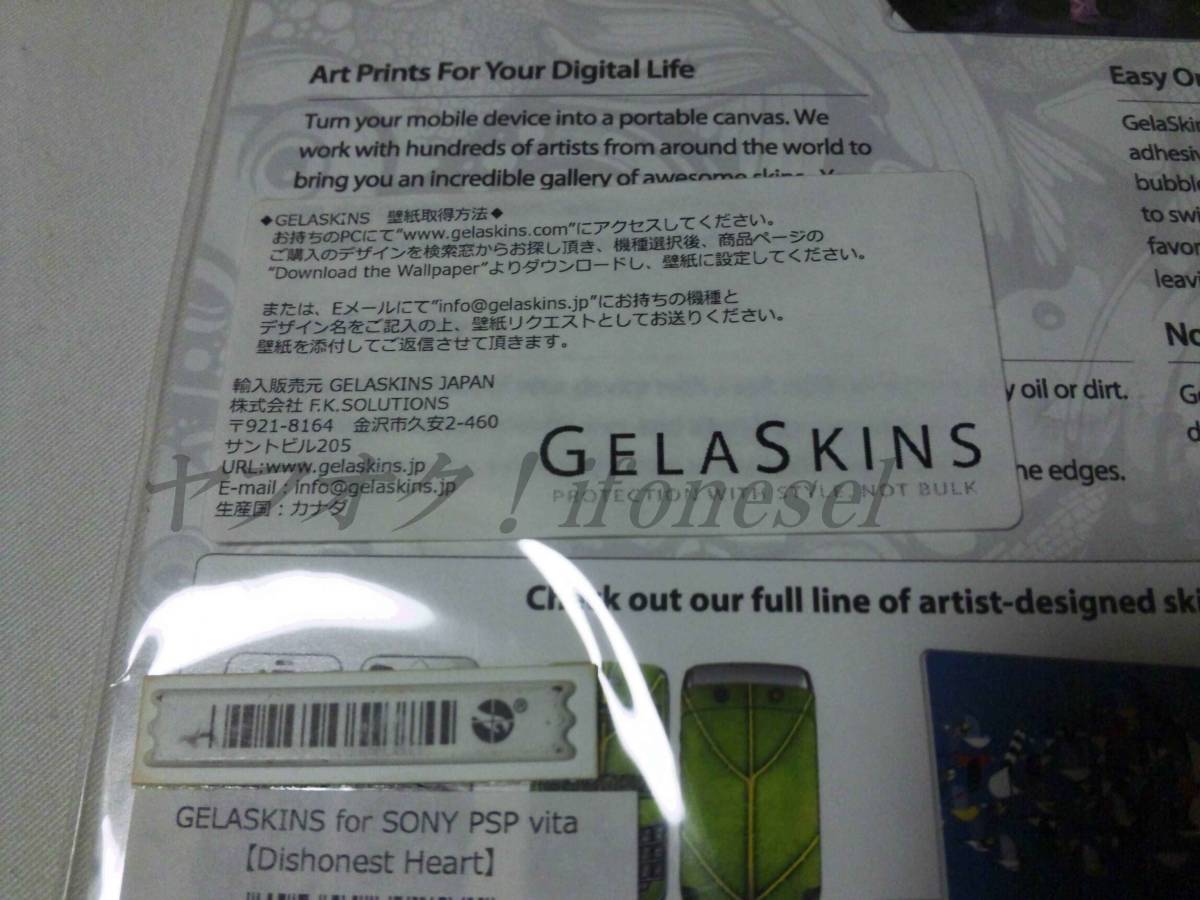 Art Prints For Your Digital Life
Turn your mobile device into a portable canvas. We
work with hundreds of artists from around the world to
bring you an incredible gallery of awesome skins.
◆GELASKINS 壁紙取得方法◆
お持ちのPCにて"www.gelaskins.com"にアクセスしてください。
ご購入のデザインを検索窓からお探し頂き、機種選択後、商品ページの
"Download the Wallpaper"よりダウンロードし、壁紙に設定してください。
または、Eメールにて"info@gelaskins.jp"にお持ちの機種と
デザイン名をご記入の上、壁紙リクエストとしてお送りください。
壁紙を添付してご返信させて頂きます。
輸入販売元 GELASKINS JAPAN
株式会社 F.K.SOLUTIONS
〒921-8164 金沢市久安2-460
サントビル205
URL:www.gelaskins.jp
E-mail : info@gelaskins.jp
生産国 : カナダ
GELASKINS
PROTECTION WITH STYLE, NOT BULK
ヤフオク!ifonesel
Easy O
GelaSkin
adhesiv
bubble
to swi
favor
leavi
No
y oil or dirt.
G
d
he edges.
Check out our full line of artist-designed ski
GELASKINS for SONY PSP vita
【Dishonest Heart】